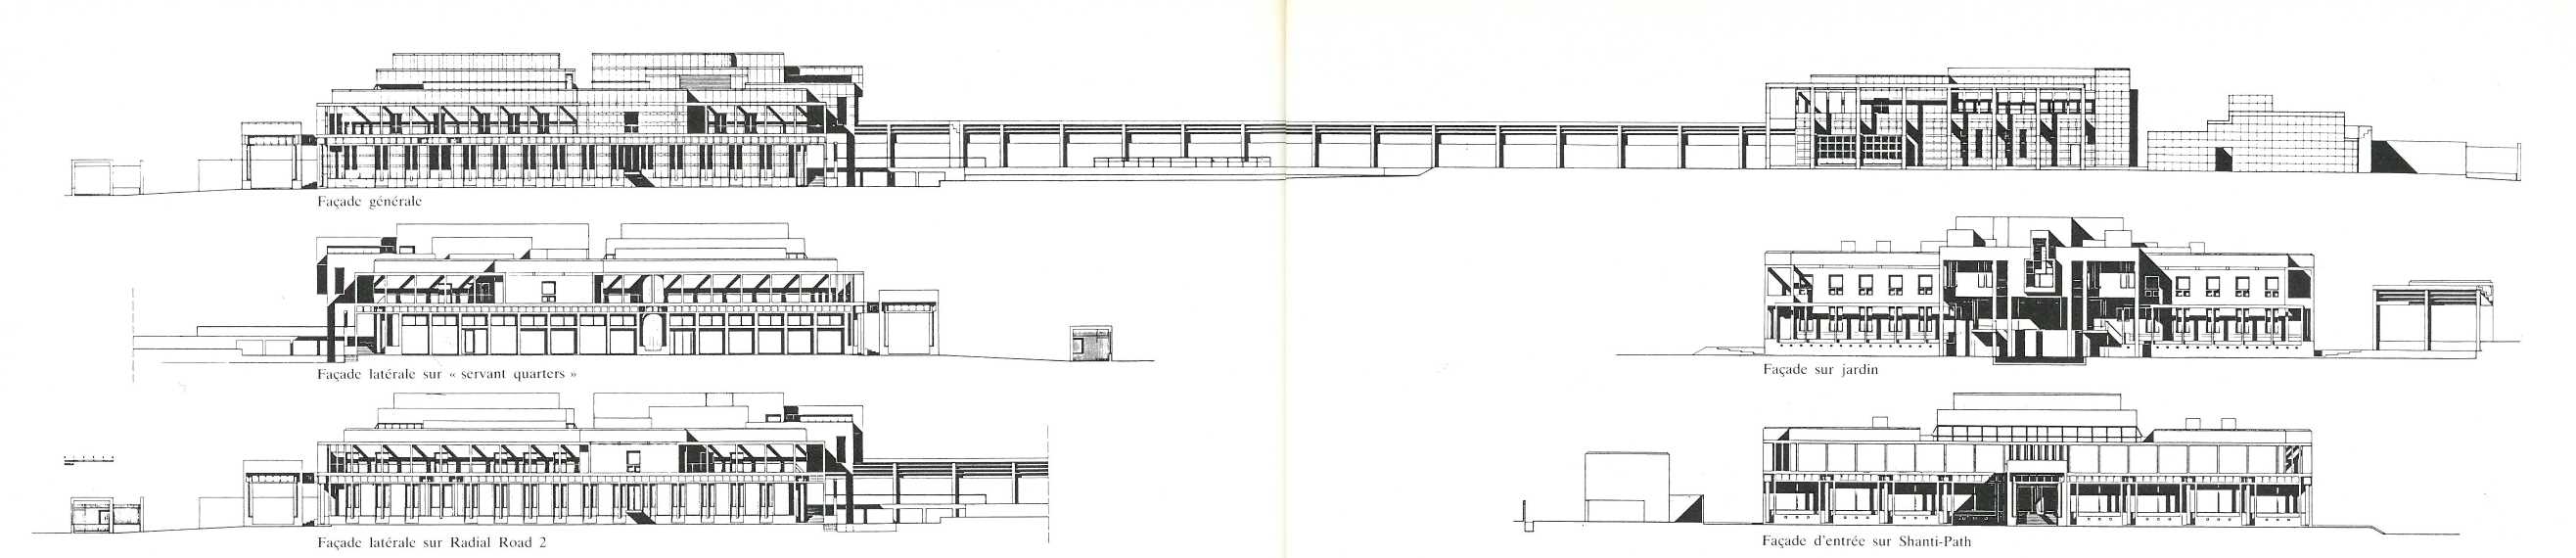 Façade générale
Façade latérale sur « servant quarters »
Façade sur jardin
Façade latérale sur Radial Road 2
Façade d'entrée sur Shanti-Path